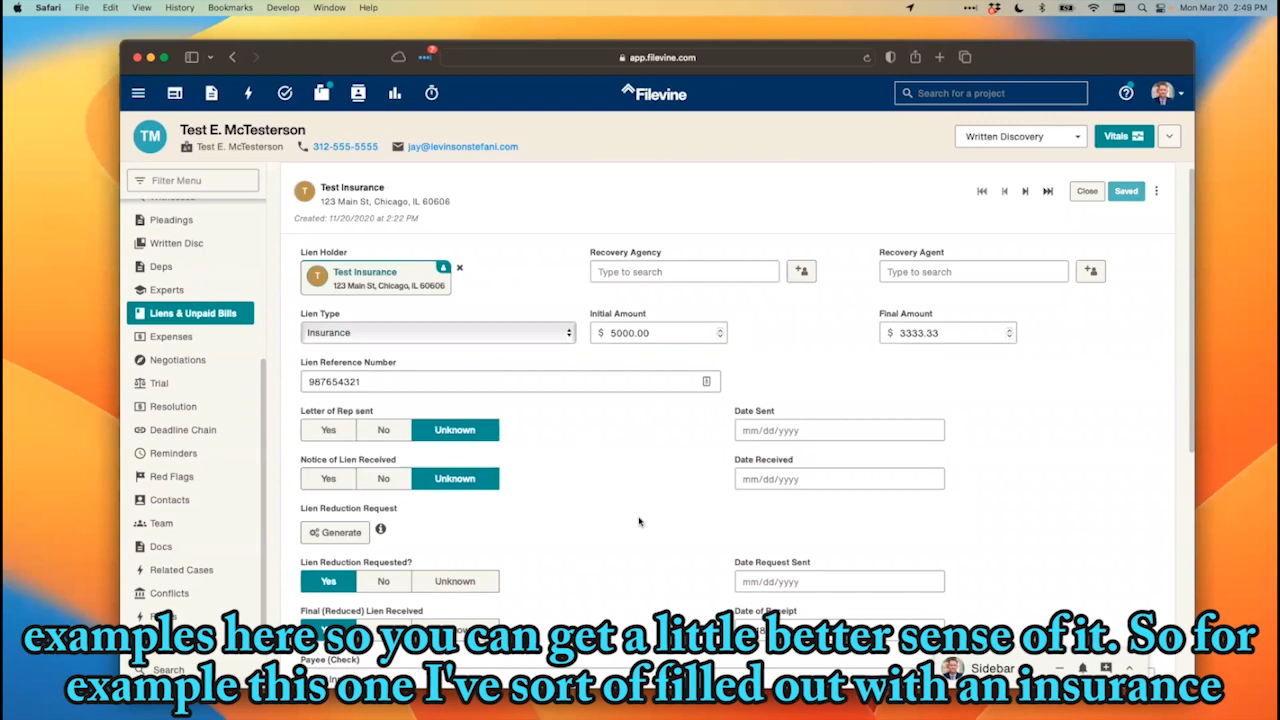 Safari File Edit View History Bookmarks Develop Window Help Mon Mar 20 2:49 PM
app.filevine.com
Filevine
Search for a project
TM
Test E. McTesterson
Test E. McTesterson 312-555-5555 jay@levinsonstefani.com
Written Discovery
Vitals
Filter Menu
Pleadings
Written Disc
Deps
Experts
Liens & Unpaid Bills
Expenses
Negotiations
Trial
Resolution
Deadline Chain
Reminders
Red Flags
Contacts
Team
Docs
Related Cases
Conflicts
Search
T
Test Insurance
123 Main St, Chicago, IL 60606
Created: 11/20/2020 at 2:22 PM
Close
Saved
Lien Holder
T
Test Insurance
123 Main St, Chicago, IL 60606
Recovery Agency
Type to search
Recovery Agent
Type to search
Lien Type
Insurance
Initial Amount
$ 5000.00
Final Amount
$ 3333.33
Lien Reference Number
987654321
Letter of Rep sent
Yes No Unknown
Date Sent
mm/dd/yyyy
Notice of Lien Received
Yes No Unknown
Date Received
mm/dd/yyyy
Lien Reduction Request
Generate
Lien Reduction Requested?
Yes No Unknown
Date Request Sent
mm/dd/yyyy
Final (Reduced) Lien Received
Date of Receipt
Payee (Check)
Sidebar
examples here so you can get a little better sense of it. So for
example this one I've sort of filled out with an insurance